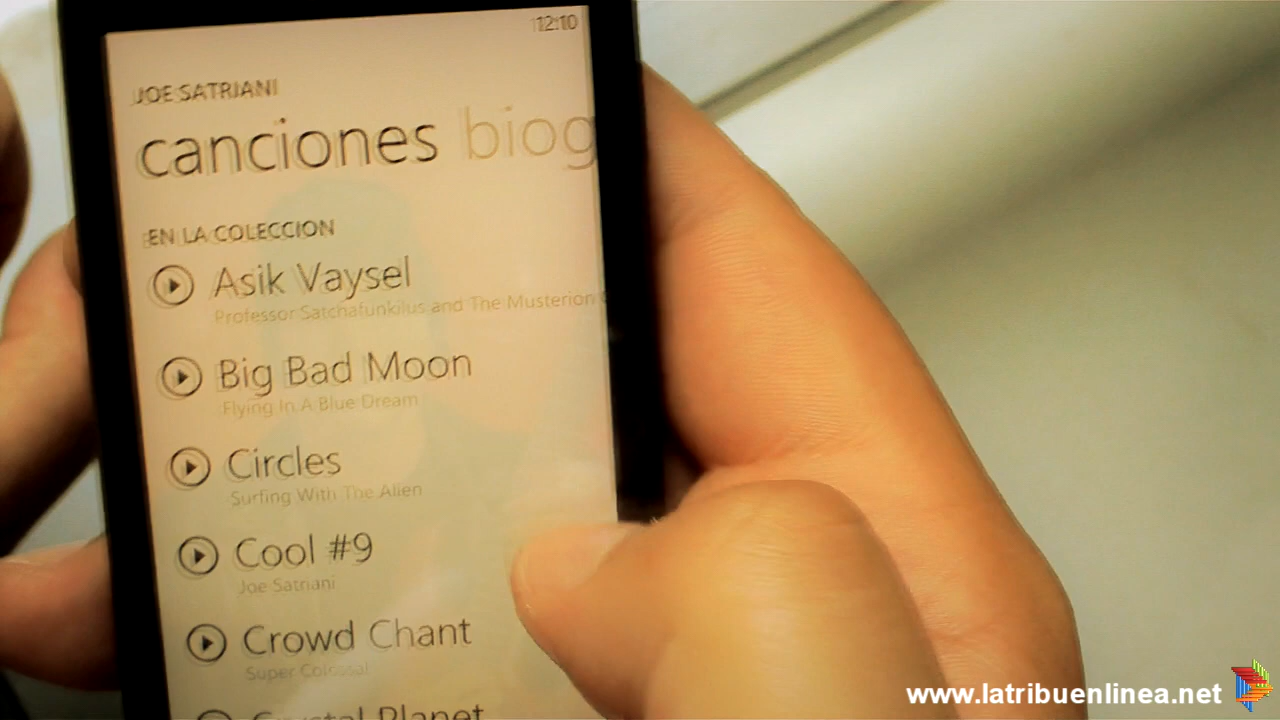 12:10
JOE SATRIANI
canciones biog
EN LA COLECCION
Asik Vaysel
Professor Satchafunkilus and The Musterion
Big Bad Moon
Flying In A Blue Dream
Circles
Surfing With The Alien
Cool #9
Joe Satriani
Crowd Chant
Super Colossal
Crystal Planet
www.latribuenlinea.net